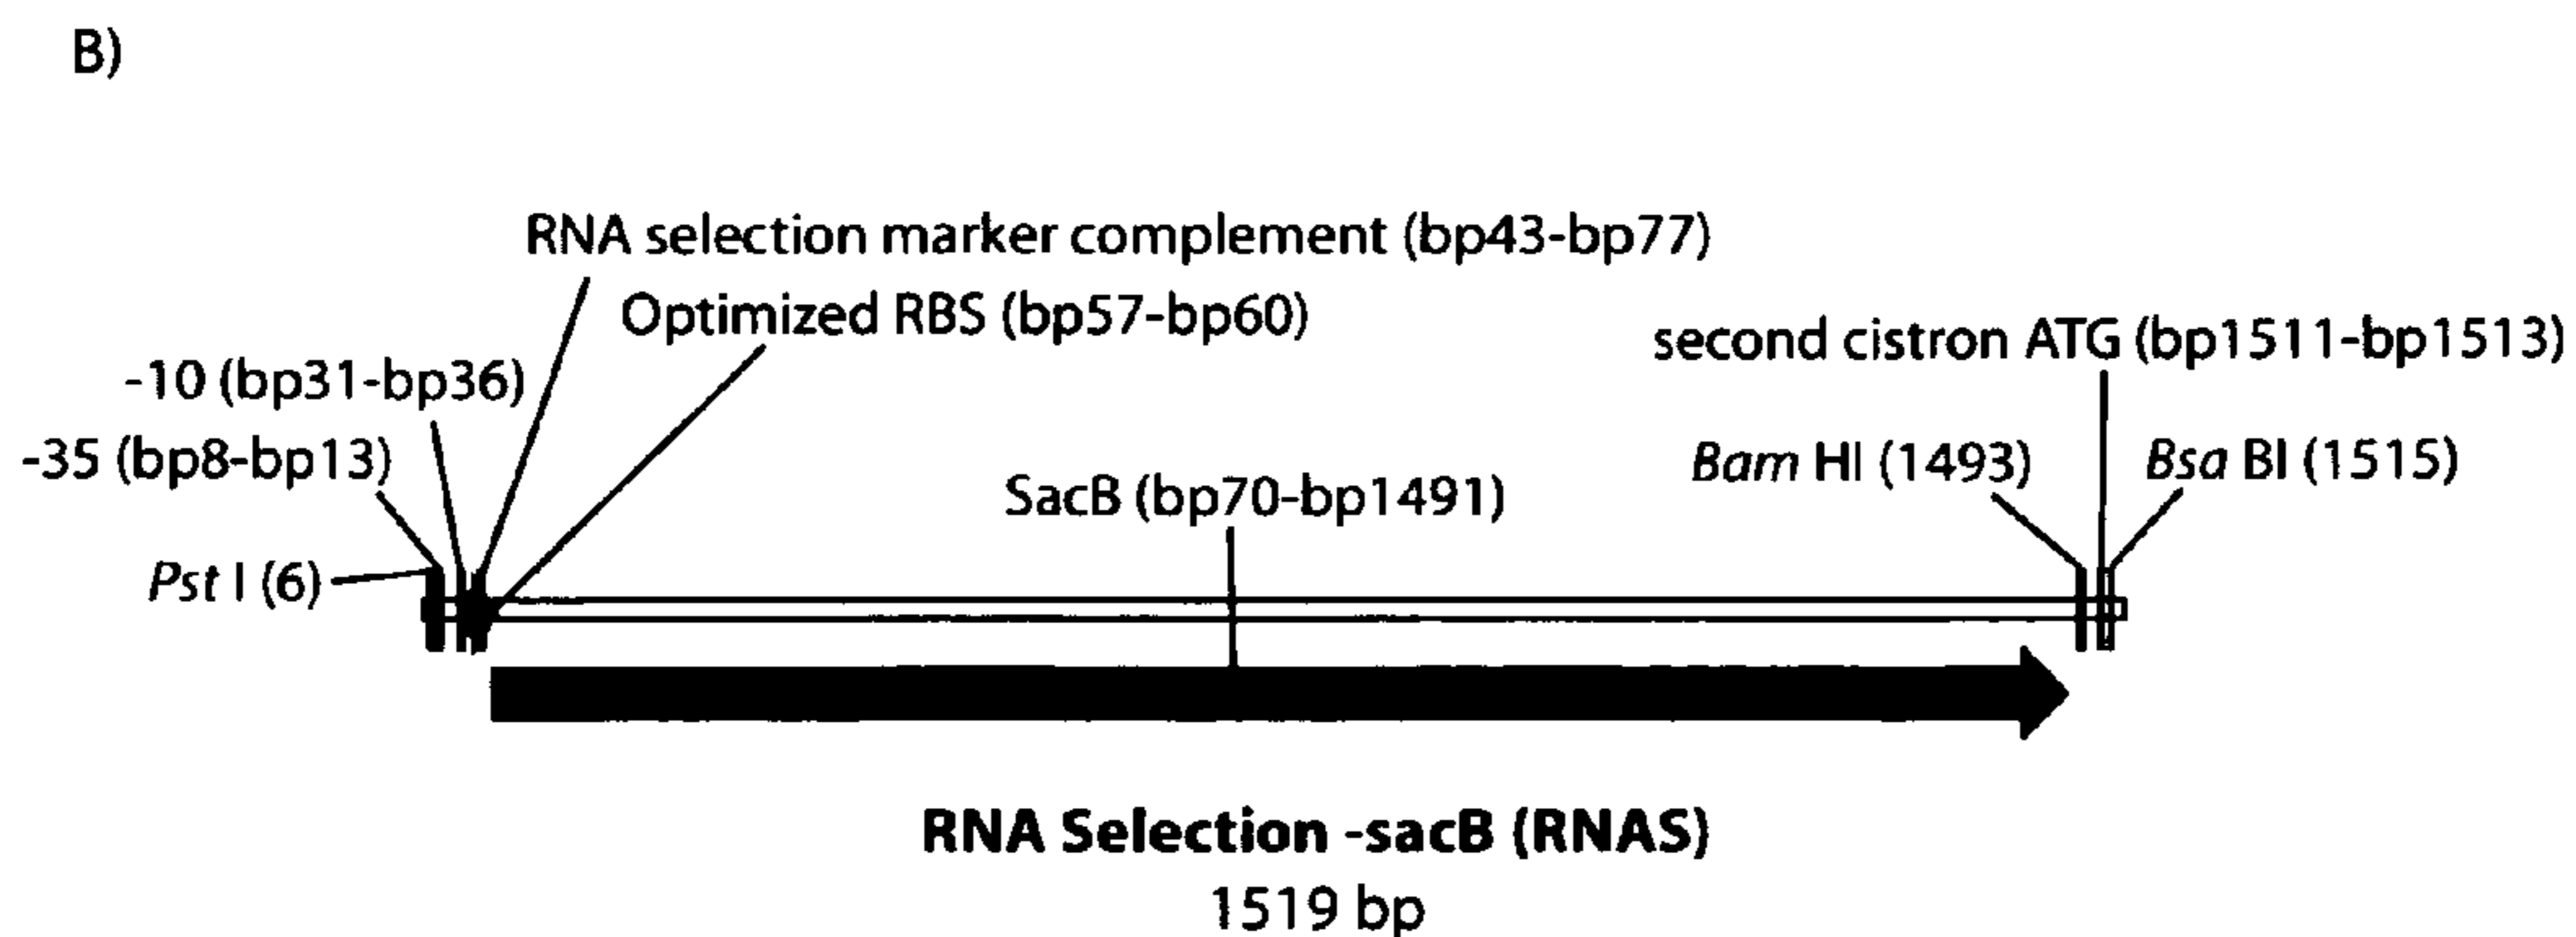 B)
RNA selection marker complement (bp43-bp77)
Optimized RBS (bp57-bp60)
second cistron ATG (bp1511-bp1513)
-10 (bp31-bp36)
-35 (bp8-bp13)
Bam HI (1493)
Bsa BI (1515)
SacB (bp70-bp1491)
Pst I (6)
RNA Selection -sacB (RNAS)
1519 bp